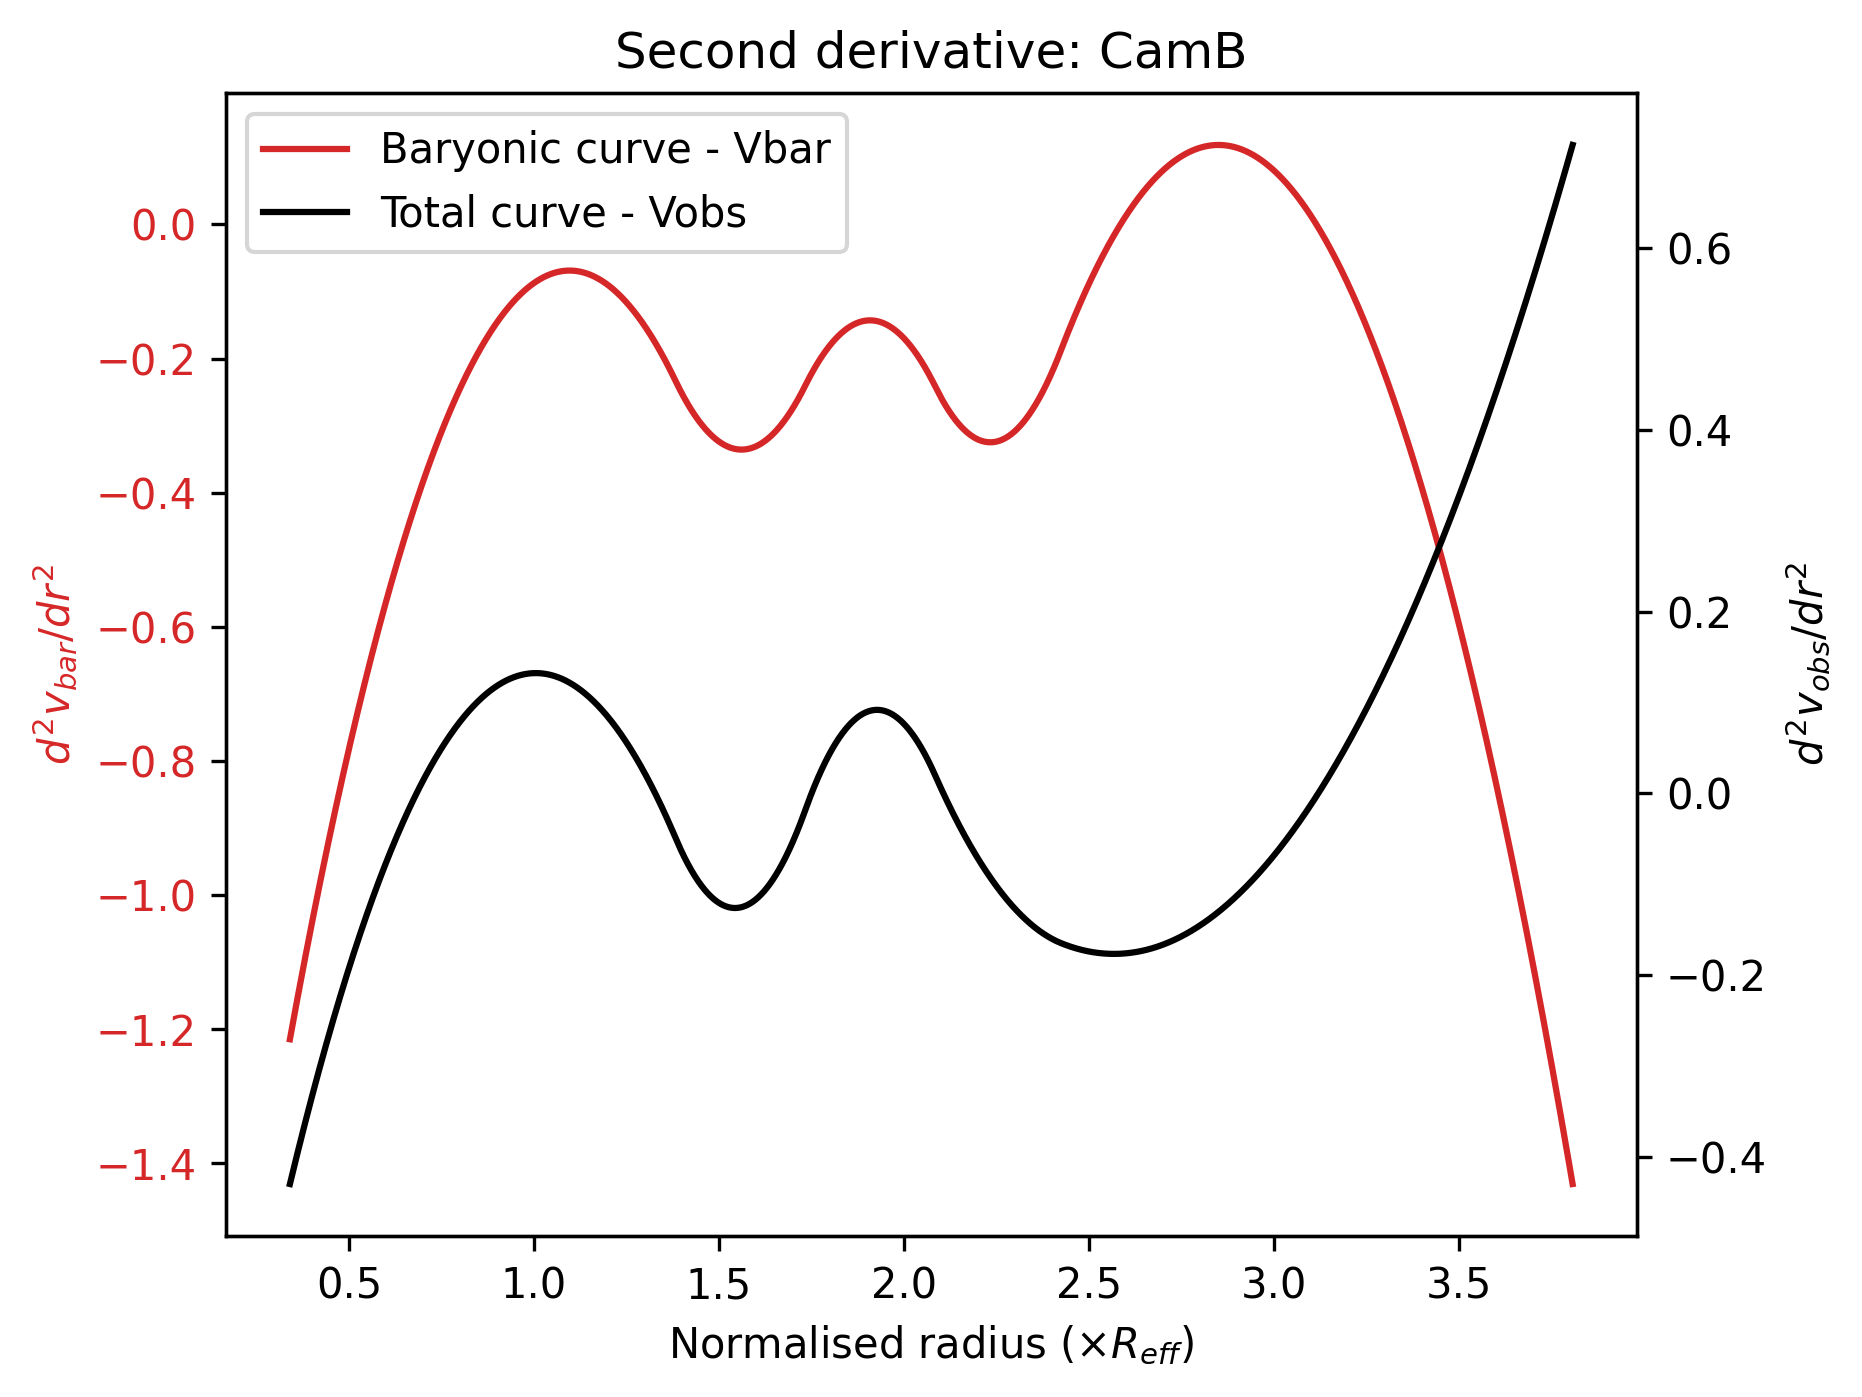 Second derivative: CamB
Baryonic curve - Vbar
Total curve - Vobs
0.0
−0.2
−0.4
−0.6
−0.8
−1.0
−1.2
−1.4
d²v_bar/dr²
0.6
0.4
0.2
0.0
−0.2
−0.4
d²v_obs/dr²
0.5 1.0 1.5 2.0 2.5 3.0 3.5
Normalised radius (×R_eff)